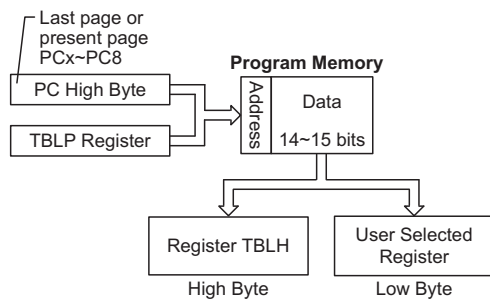 Last page or
present page
PCx~PC8
Program Memory
PC High Byte
TBLP Register
Address
Data
14~15 bits
Register TBLH
User Selected
Register
High Byte
Low Byte